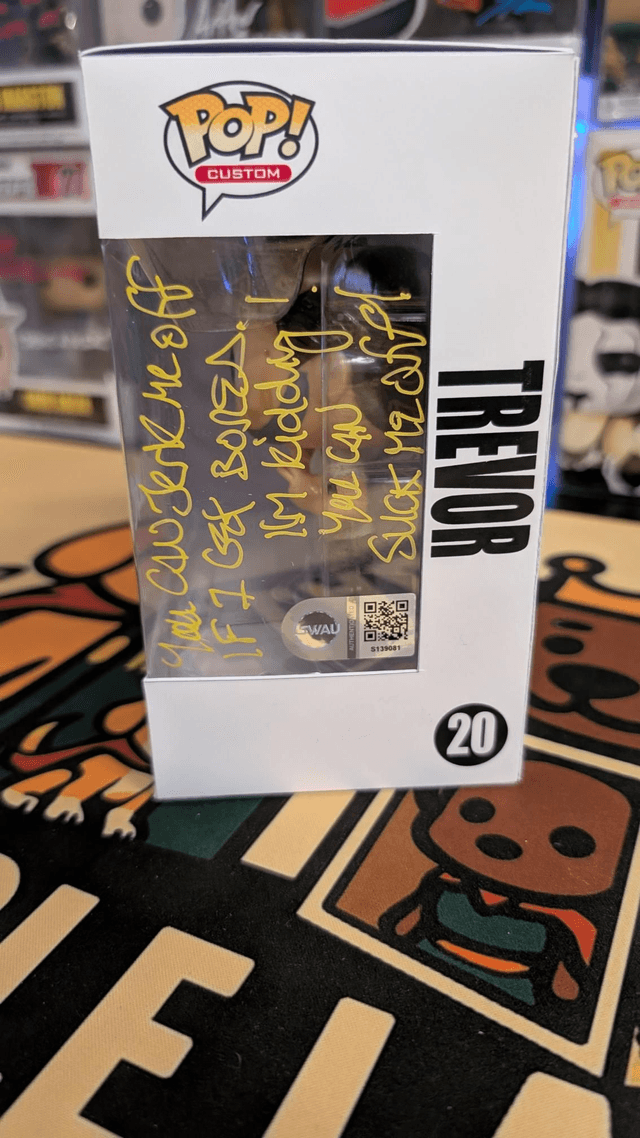 POP!
CUSTOM
You CAN JERK ME OFF
IF I Get BORED.
I'M Kidding!
You CAN
SUCK ME OFF!
SWAU
AUTHENTIC
S139081
TREVOR
20